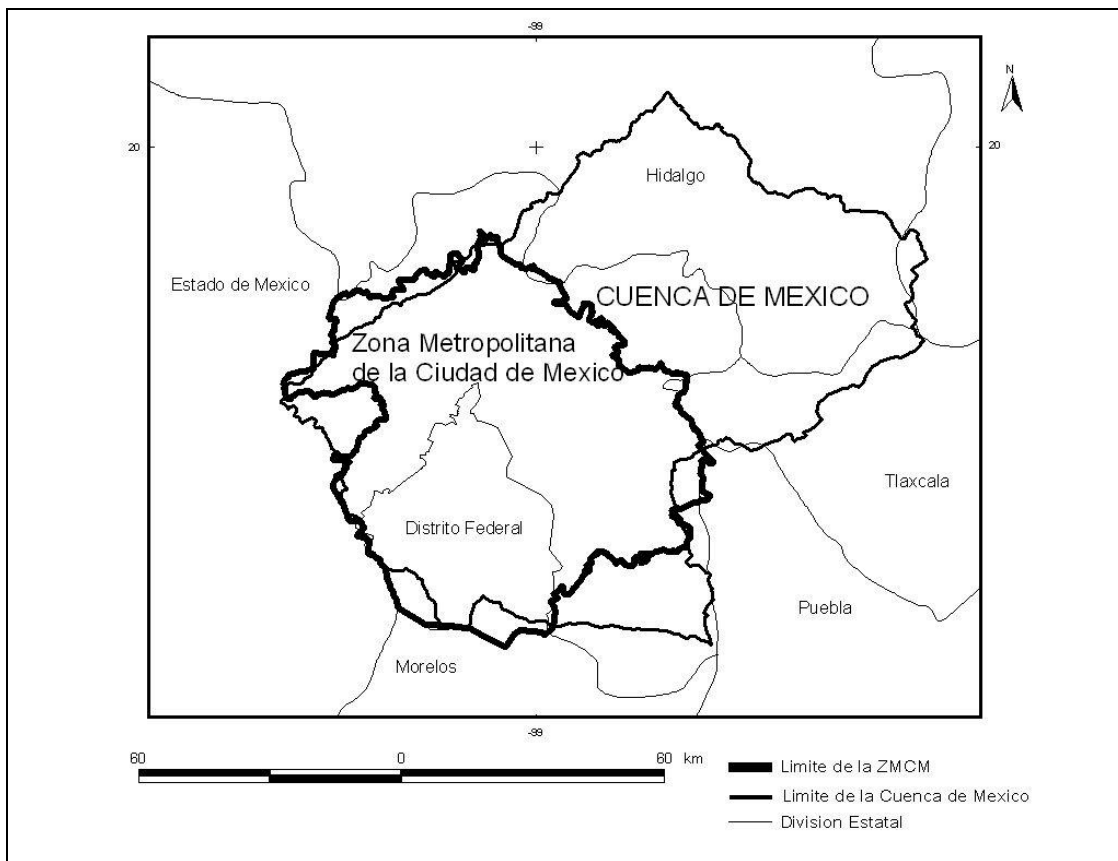 -99
N
20
20
Hidalgo
Estado de Mexico
CUENCA DE MEXICO
Zona Metropolitana
de la Ciudad de Mexico
Tlaxcala
Distrito Federal
Puebla
Morelos
-99
60 0 60 km
Limite de la ZMCM
Limite de la Cuenca de Mexico
Division Estatal